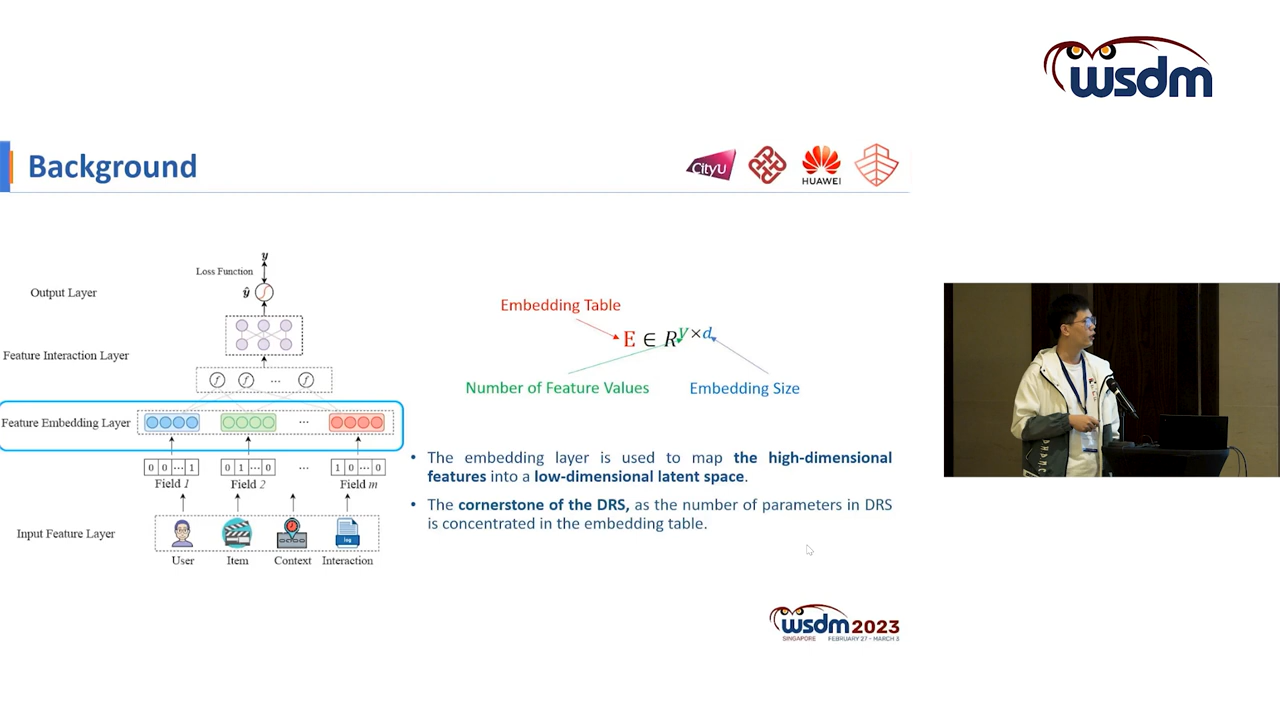 wsdm
Background
CityU
HUAWEI
y
Loss Function
Output Layer
ŷ
Feature Interaction Layer
f f ... f
Feature Embedding Layer
...
0 0 ... 1
0 1 ... 0
...
1 0 ... 0
Field 1
Field 2
Field m
Input Feature Layer
log
User
Item
Context
Interaction
Embedding Table
E ∈ R^{V×d}
Number of Feature Values
Embedding Size
• The embedding layer is used to map the high-dimensional
features into a low-dimensional latent space.
• The cornerstone of the DRS, as the number of parameters in DRS
is concentrated in the embedding table.
wsdm2023
SINGAPORE FEBRUARY 27 - MARCH 3